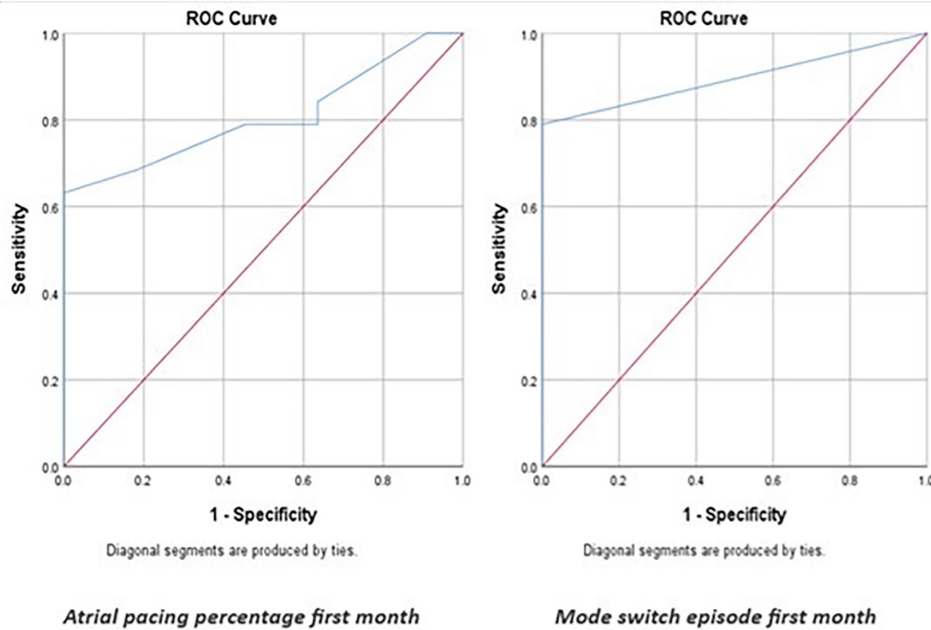 ROC Curve
1.0
0.8
0.6
0.4
0.2
0.0
Sensitivity
0.0 0.2 0.4 0.6 0.8 1.0
1 - Specificity
Diagonal segments are produced by ties.
Atrial pacing percentage first month
ROC Curve
1.0
0.8
0.6
0.4
0.2
0.0
Sensitivity
0.0 0.2 0.4 0.6 0.8 1.0
1 - Specificity
Diagonal segments are produced by ties.
Mode switch episode first month